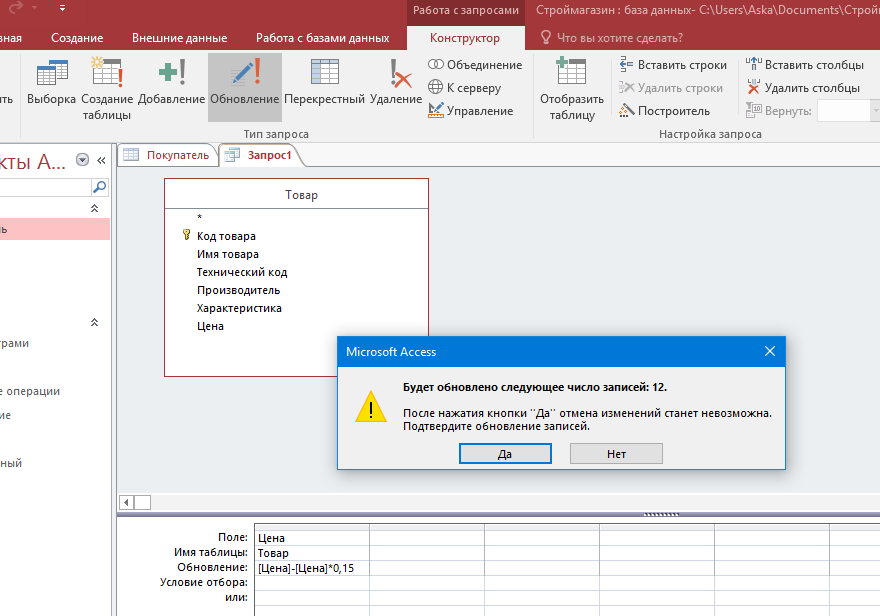 Работа с запросами
Строймагазин : база данных- C:\Users\Aska\Documents\Строй
вная Создание Внешние данные Работа с базами данных Конструктор Что вы хотите сделать?
ть
Выборка
Создание таблицы
Добавление
Обновление
Перекрестный
Удаление
Объединение
К серверу
Управление
Тип запроса
Отобразить таблицу
Вставить строки
Удалить строки
Построитель
Вставить столбцы
Удалить столбцы
Вернуть:
Настройка запроса
кты А...
ь
трами
е операции
ие
ный
Покупатель
Запрос1
Товар
*
Код товара
Имя товара
Технический код
Производитель
Характеристика
Цена
Microsoft Access
Будет обновлено следующее число записей: 12.
После нажатия кнопки "Да" отмена изменений станет невозможна.
Подтвердите обновление записей.
Да Нет
Поле: Цена
Имя таблицы: Товар
Обновление: [Цена]-[Цена]*0,15
Условие отбора:
или: